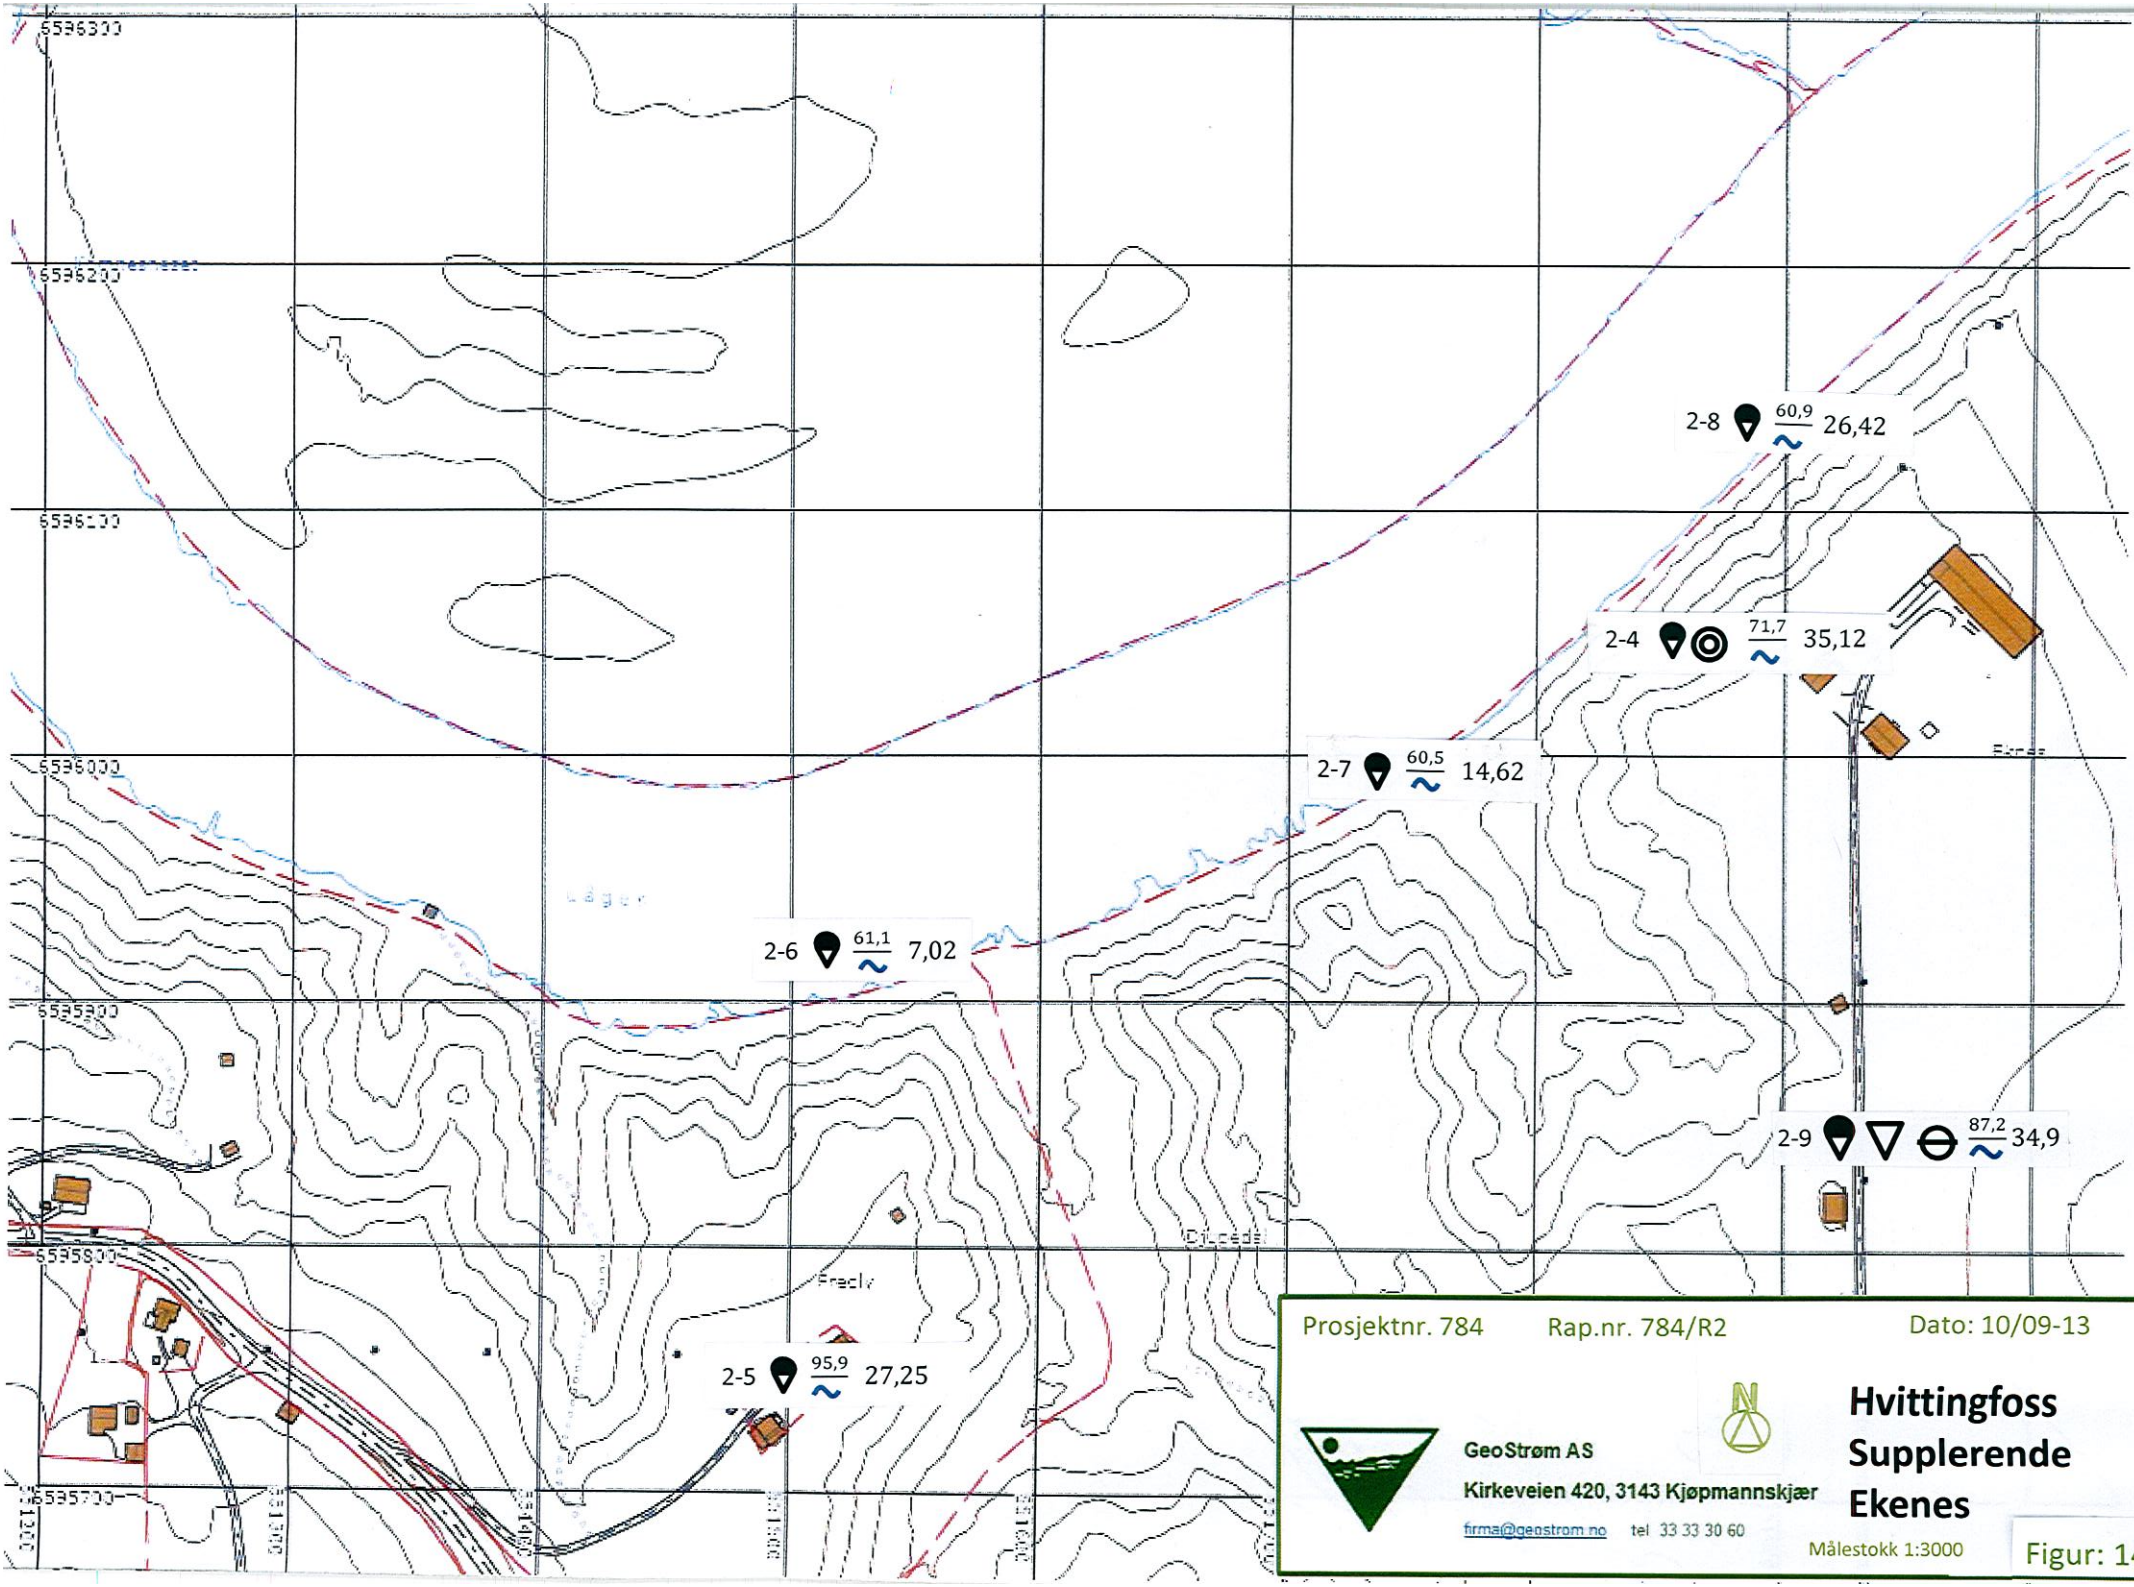 6596300
6596200
2-8 60,9 26,42
6596100
2-4 71,7 35,12
2-7 60,5 14,62
6596000
Lågen
2-6 61,1 7,02
6595900
2-9 87,2 34,9
6595800
2-5 95,9 27,25
6595700
Prosjektnr. 784 Rap.nr. 784/R2 Dato: 10/09-13
N
Hvittingfoss
Supplerende
Ekenes
GeoStrøm AS
Kirkeveien 420, 3143 Kjøpmannskjær
firma@geostrom.no tel 33 33 30 60
Målestokk 1:3000
Figur: 14